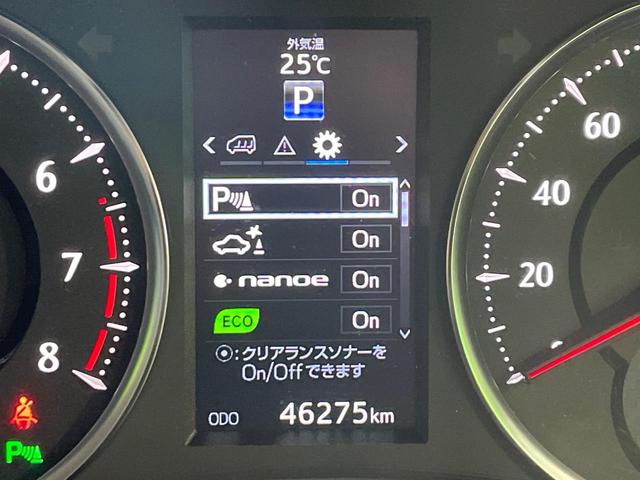 外気温
25℃
P
P On
On
nanoe On
ECO On
⦿:クリアランスソナーを
On/Offできます
ODO 46275km
6
7
8
P
60
40
20